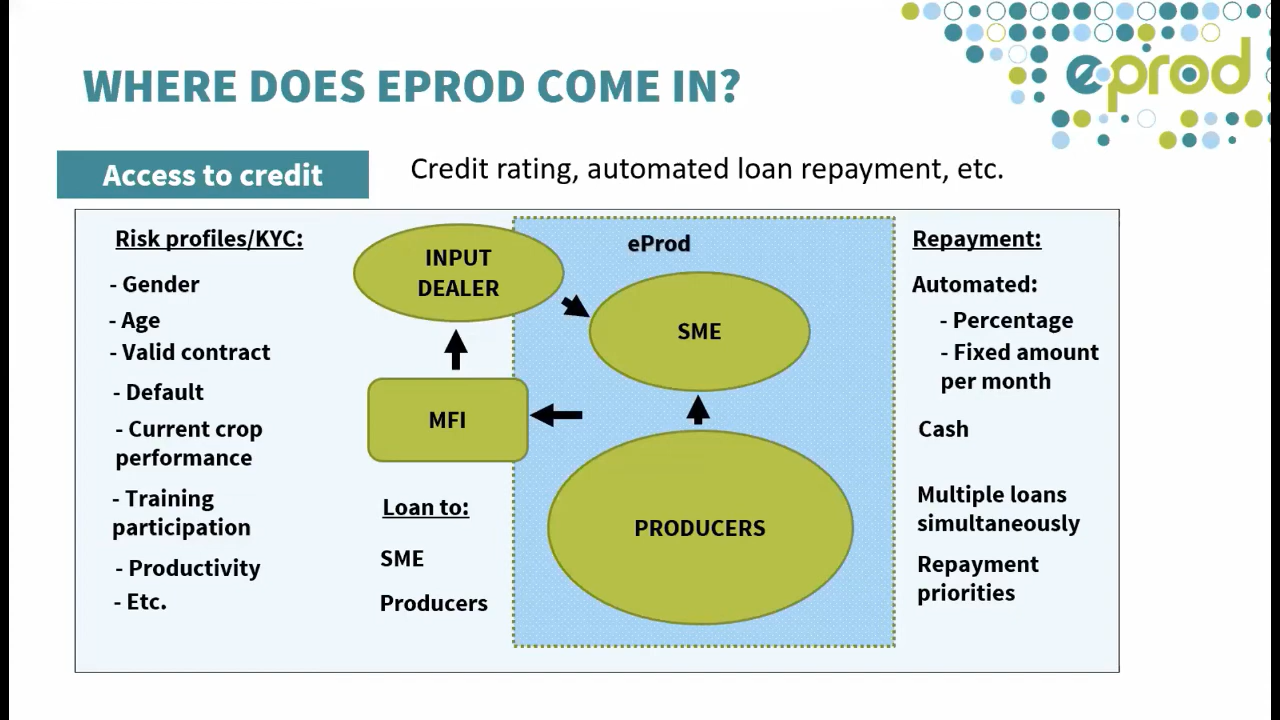 WHERE DOES EPROD COME IN?
eprod
Access to credit
Credit rating, automated loan repayment, etc.
Risk profiles/KYC:
- Gender
- Age
- Valid contract
- Default
- Current crop
performance
- Training
participation
- Productivity
- Etc.
INPUT
DEALER
MFI
Loan to:
SME
Producers
eProd
SME
PRODUCERS
Repayment:
Automated:
- Percentage
- Fixed amount
per month
Cash
Multiple loans
simultaneously
Repayment
priorities